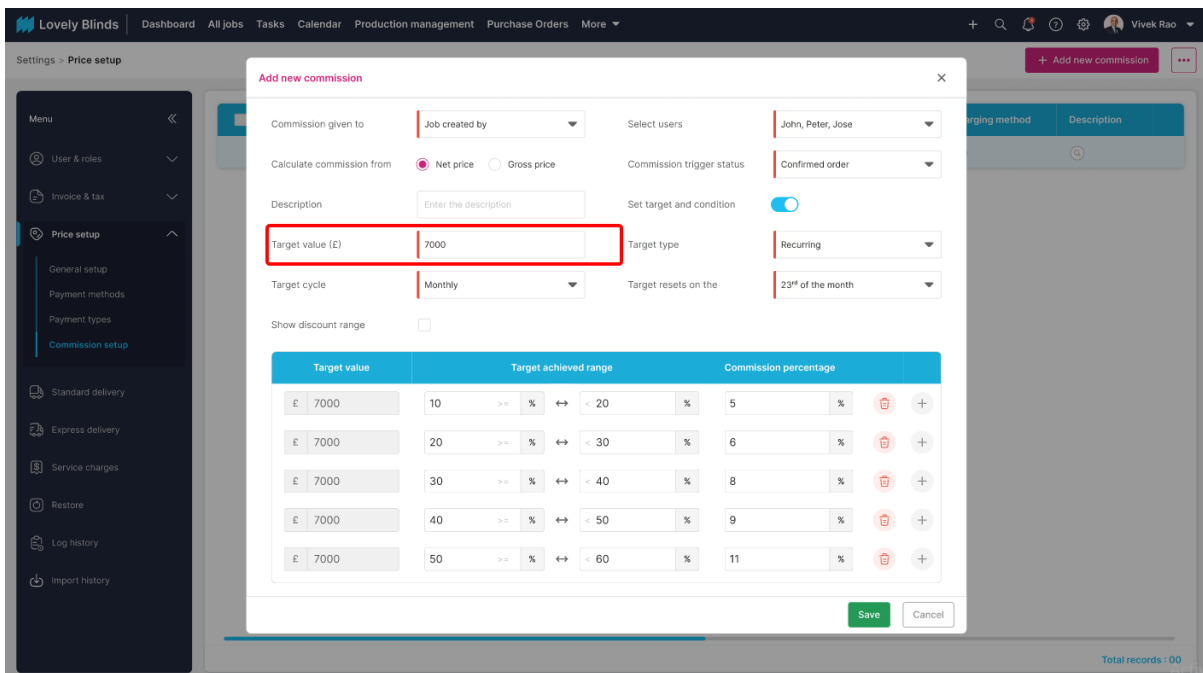 Lovely Blinds Dashboard All jobs Tasks Calendar Production management Purchase Orders More Vivek Rao
Settings > Price setup + Add new commission
Add new commission
Menu
Commission given to Job created by Select users John, Peter, Jose
arging method Description
User & roles
Calculate commission from Net price Gross price Commission trigger status Confirmed order
Invoice & tax
Description Enter the description Set target and condition
Price setup
Target value (£) 7000 Target type Recurring
General setup
Target cycle Monthly Target resets on the 23rd of the month
Payment methods
Payment types
Show discount range
Commission setup
Target value Target achieved range Commission percentage
Standard delivery
£ 7000 10 >= % ↔ < 20 % 5 % +
Express delivery
£ 7000 20 >= % ↔ < 30 % 6 % +
Service charges
£ 7000 30 >= % ↔ < 40 % 8 % +
Restore
£ 7000 40 >= % ↔ < 50 % 9 % +
Log history
£ 7000 50 >= % ↔ < 60 % 11 % +
Import history
Save Cancel
Total records : 00